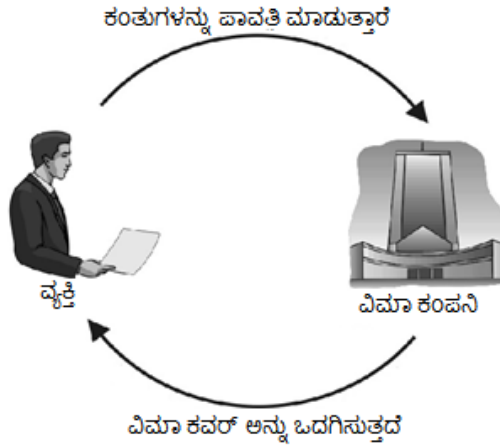 ಕಂತುಗಳನ್ನು ಪಾವತಿ ಮಾಡುತ್ತಾರೆ
ವ್ಯಕ್ತಿ
ವಿಮಾ ಕಂಪನಿ
ವಿಮಾ ಕವರ್ ಅನ್ನು ಒದಗಿಸುತ್ತದೆ